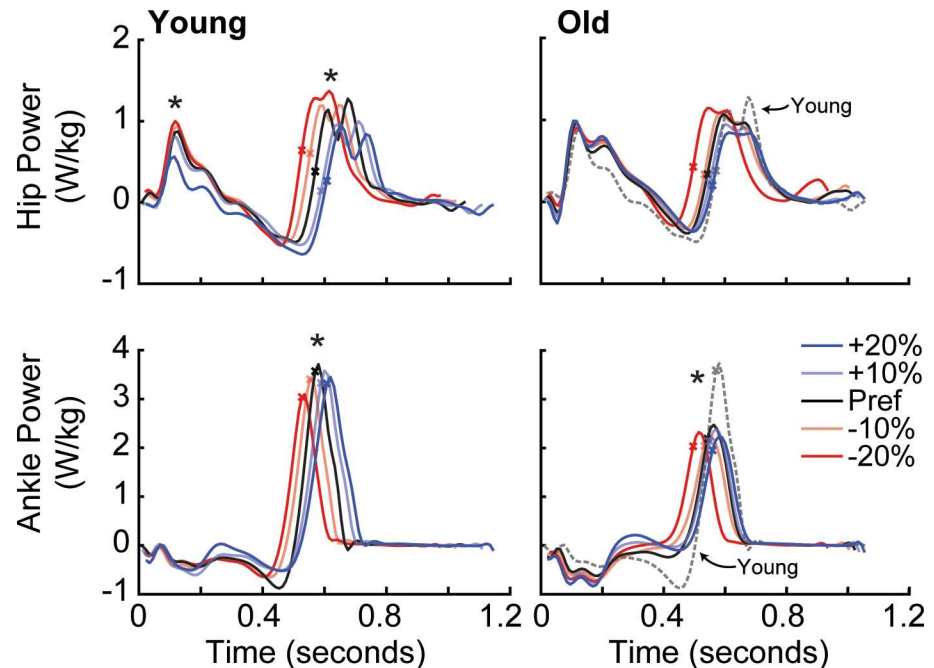 Young
Old
Hip Power
(W/kg)
2
1
0
-1
*
*
Young
Ankle Power
(W/kg)
4
3
2
1
0
-1
*
*
Young
+20%
+10%
Pref
-10%
-20%
0 0.4 0.8 1.2
0 0.4 0.8 1.2
Time (seconds)
Time (seconds)